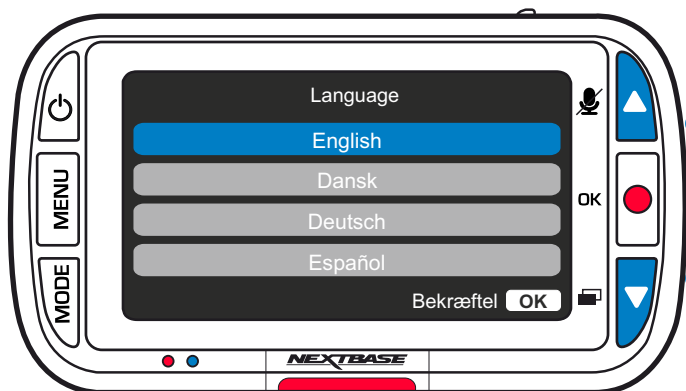 Language
English
Dansk
Deutsch
Español
Bekræftel OK
MENU
MODE
OK
NEXTBASE